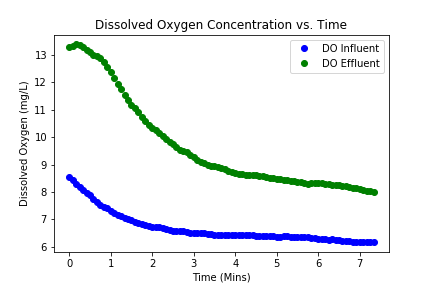 Dissolved Oxygen Concentration vs. Time
DO Influent
DO Effluent
Dissolved Oxygen (mg/L)
13
12
11
10
9
8
7
6
0 1 2 3 4 5 6 7
Time (Mins)